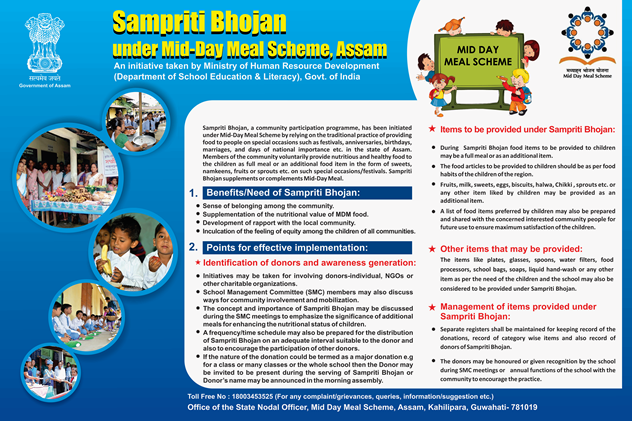 सत्यमेव जयते
Government of Assam
Sampriti Bhojan
under Mid-Day Meal Scheme, Assam
An initiative taken by Ministry of Human Resource Development
(Department of School Education & Literacy), Govt. of India
MID DAY
MEAL SCHEME
मध्याह्न भोजन योजना
Mid Day Meal Scheme
Sampriti Bhojan, a community participation programme, has been initiated
under Mid-Day Meal Scheme by relying on the traditional practice of providing
food to people on special occasions such as festivals, anniversaries, birthdays,
marriages, and days of national importance etc. in the state of Assam.
Members of the community voluntarily provide nutritious and healthy food to
the children as full meal or an additional food item in the form of sweets,
namkeens, fruits or sprouts etc. on such special occasions/festivals. Sampriti
Bhojan supplements or complements Mid-Day Meal.
1. Benefits/Need of Sampriti Bhojan:
• Sense of belonging among the community.
• Supplementation of the nutritional value of MDM food.
• Development of rapport with the local community.
• Inculcation of the feeling of equity among the children of all communities.
2. Points for effective implementation:
★ Identification of donors and awareness generation:
• Initiatives may be taken for involving donors-individual, NGOs or
other charitable organizations.
• School Management Committee (SMC) members may also discuss
ways for community involvement and mobilization.
• The concept and importance of Sampriti Bhojan may be discussed
during the SMC meetings to emphasize the significance of additional
meals for enhancing the nutritional status of children.
• A frequency/time schedule may also be prepared for the distribution
of Sampriti Bhojan on an adequate interval suitable to the donor and
also to encourage the participation of other donors.
• If the nature of the donation could be termed as a major donation e.g
for a class or many classes or the whole school then the Donor may
be invited to be present during the serving of Sampriti Bhojan or
Donor's name may be announced in the morning assembly.
★ Items to be provided under Sampriti Bhojan:
• During Sampriti Bhojan food items to be provided to children
may be a full meal or as an additional item.
• The food articles to be provided to children should be as per food
habits of the children of the region.
• Fruits, milk, sweets, eggs, biscuits, halwa, Chikki , sprouts etc. or
any other item liked by children may be provided as an
additional item.
• A list of food items preferred by children may also be prepared
and shared with the concerned interested community people for
future use to ensure maximum satisfaction of the children.
★ Other items that may be provided:
The items like plates, glasses, spoons, water filters, food
processors, school bags, soaps, liquid hand-wash or any other
item as per the need of the children and the school may also be
considered to be provided under Sampriti Bhojan.
★ Management of items provided under
Sampriti Bhojan:
• Separate registers shall be maintained for keeping record of the
donations, record of category wise items and also record of
donors of Sampriti Bhojan.
• The donors may be honoured or given recognition by the school
during SMC meetings or annual functions of the school with the
community to encourage the practice.
Toll Free No : 18003453525 (For any complaint/grievances, queries, information/suggestion etc.)
Office of the State Nodal Officer, Mid Day Meal Scheme, Assam, Kahilipara, Guwahati- 781019